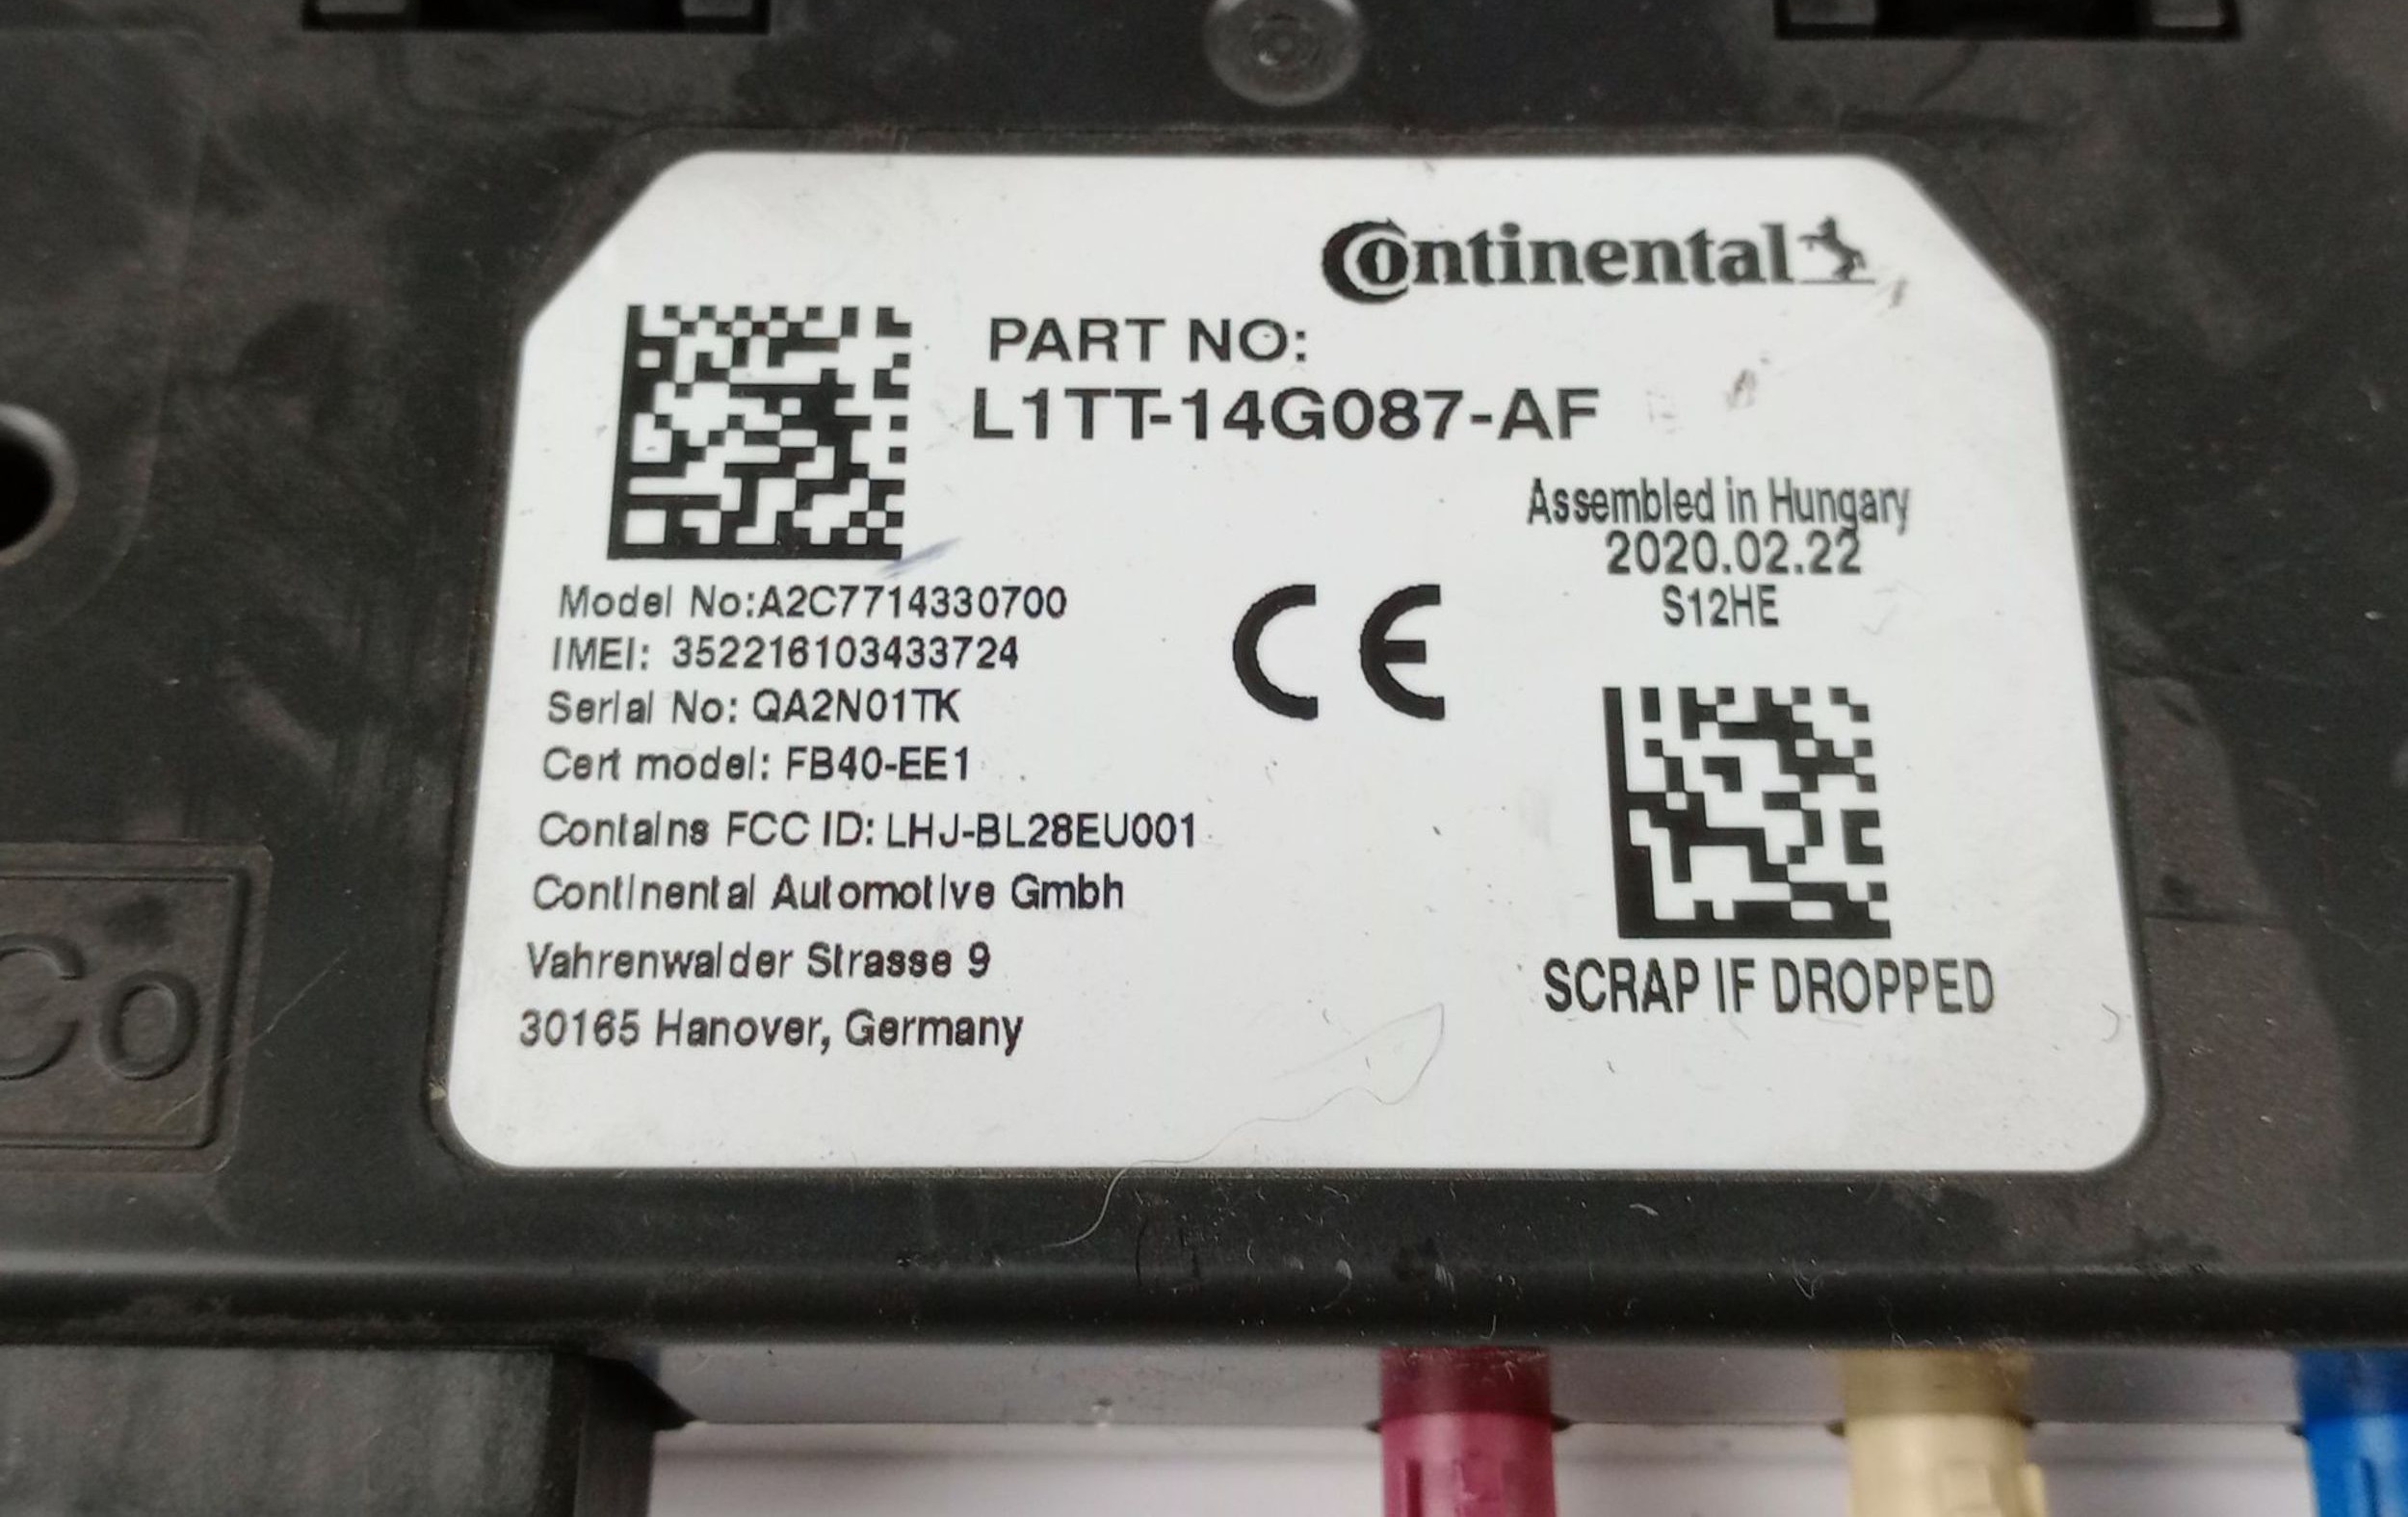 Continental
PART NO:
L1TT-14G087-AF
Assembled in Hungary
2020.02.22
S12HE
Model No:A2C7714330700
IMEI: 352216103433724
Serial No: QA2N01TK
Cert model: FB40-EE1
Contains FCC ID: LHJ-BL28EU001
Continental Automotive Gmbh
Vahrenwalder Strasse 9
30165 Hanover, Germany
CE
SCRAP IF DROPPED
Co